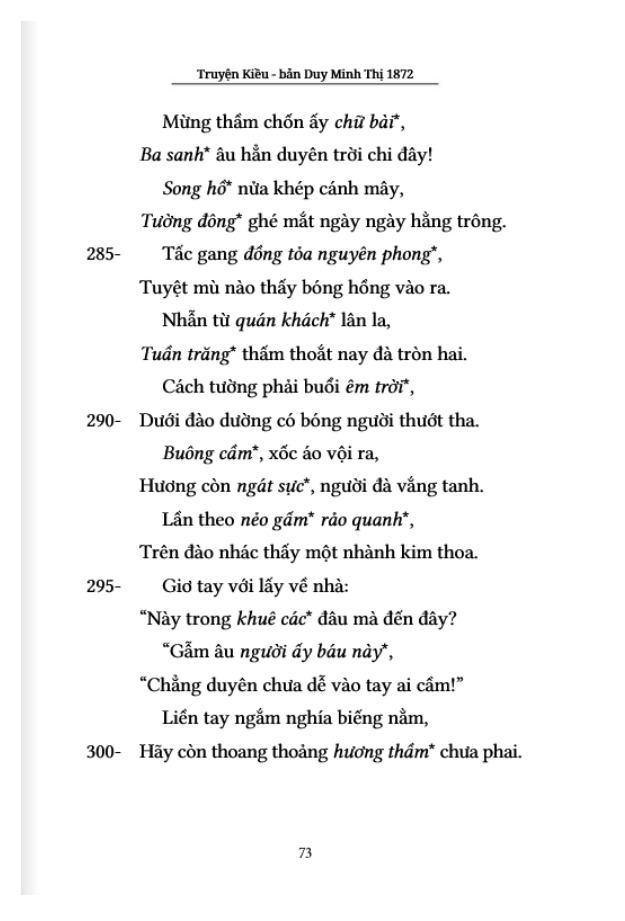 Truyện Kiều - bản Duy Minh Thị 1872
Mừng thầm chốn ấy chữ bài*,
Ba sanh* âu hẳn duyên trời chi đây!
Song hồ* nửa khép cánh mây,
Tường đông* ghé mắt ngày ngày hằng trông.
285- Tấc gang đồng tỏa nguyên phong*,
Tuyệt mù nào thấy bóng hồng vào ra.
Nhẫn từ quán khách* lân la,
Tuần trăng* thấm thoắt nay đà tròn hai.
Cách tường phải buổi êm trời*,
290- Dưới đào dường có bóng người thướt tha.
Buông cầm*, xốc áo vội ra,
Hương còn ngát sực*, người đà vắng tanh.
Lần theo nẻo gấm* rảo quanh*,
Trên đào nhác thấy một nhành kim thoa.
295- Giơ tay với lấy về nhà:
“Này trong khuê các* đâu mà đến đây?
“Gẫm âu người ấy báu này*,
“Chẳng duyên chưa dễ vào tay ai cầm!”
Liền tay ngắm nghía biếng nằm,
300- Hãy còn thoang thoảng hương thầm* chưa phai.
73